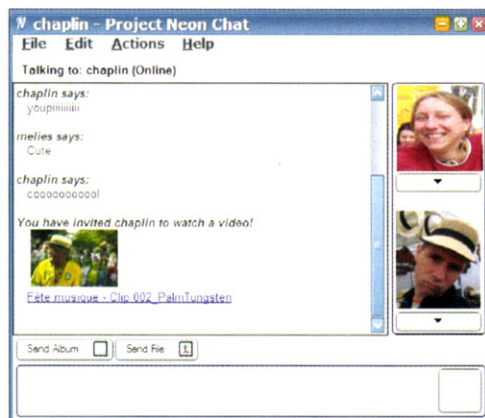 chaplin - Project Neon Chat
File Edit Actions Help
Talking to: chaplin (Online)
chaplin says:
youpiiiiiiiiii
melies says:
Cute
chaplin says:
cooooooooool
You have invited chaplin to watch a video!
Fête musique - Clip 002_PalmTungsten
Send Album Send File